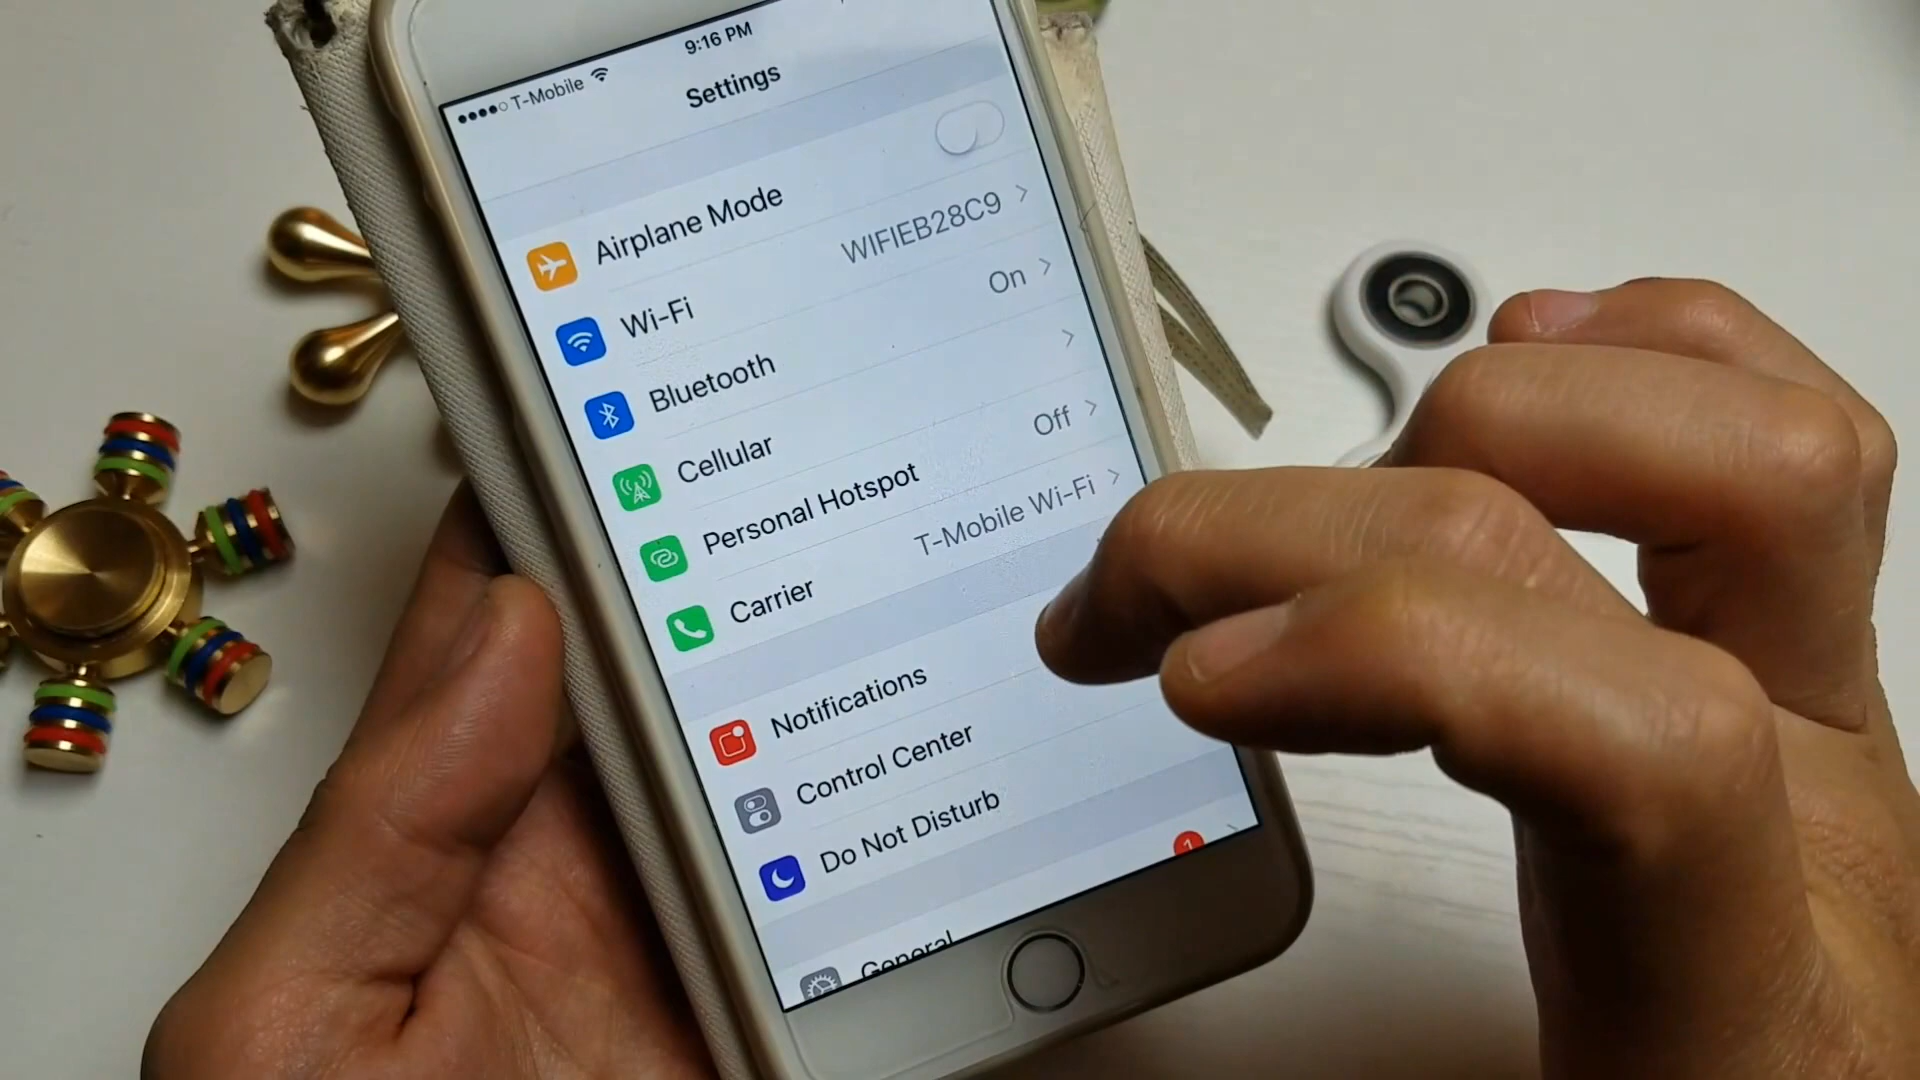 T-Mobile 9:16 PM
Settings
Airplane Mode
Wi-Fi WIFIEB28C9
Bluetooth On
Cellular
Personal Hotspot Off
Carrier T-Mobile Wi-Fi
Notifications
Control Center
Do Not Disturb
General 1